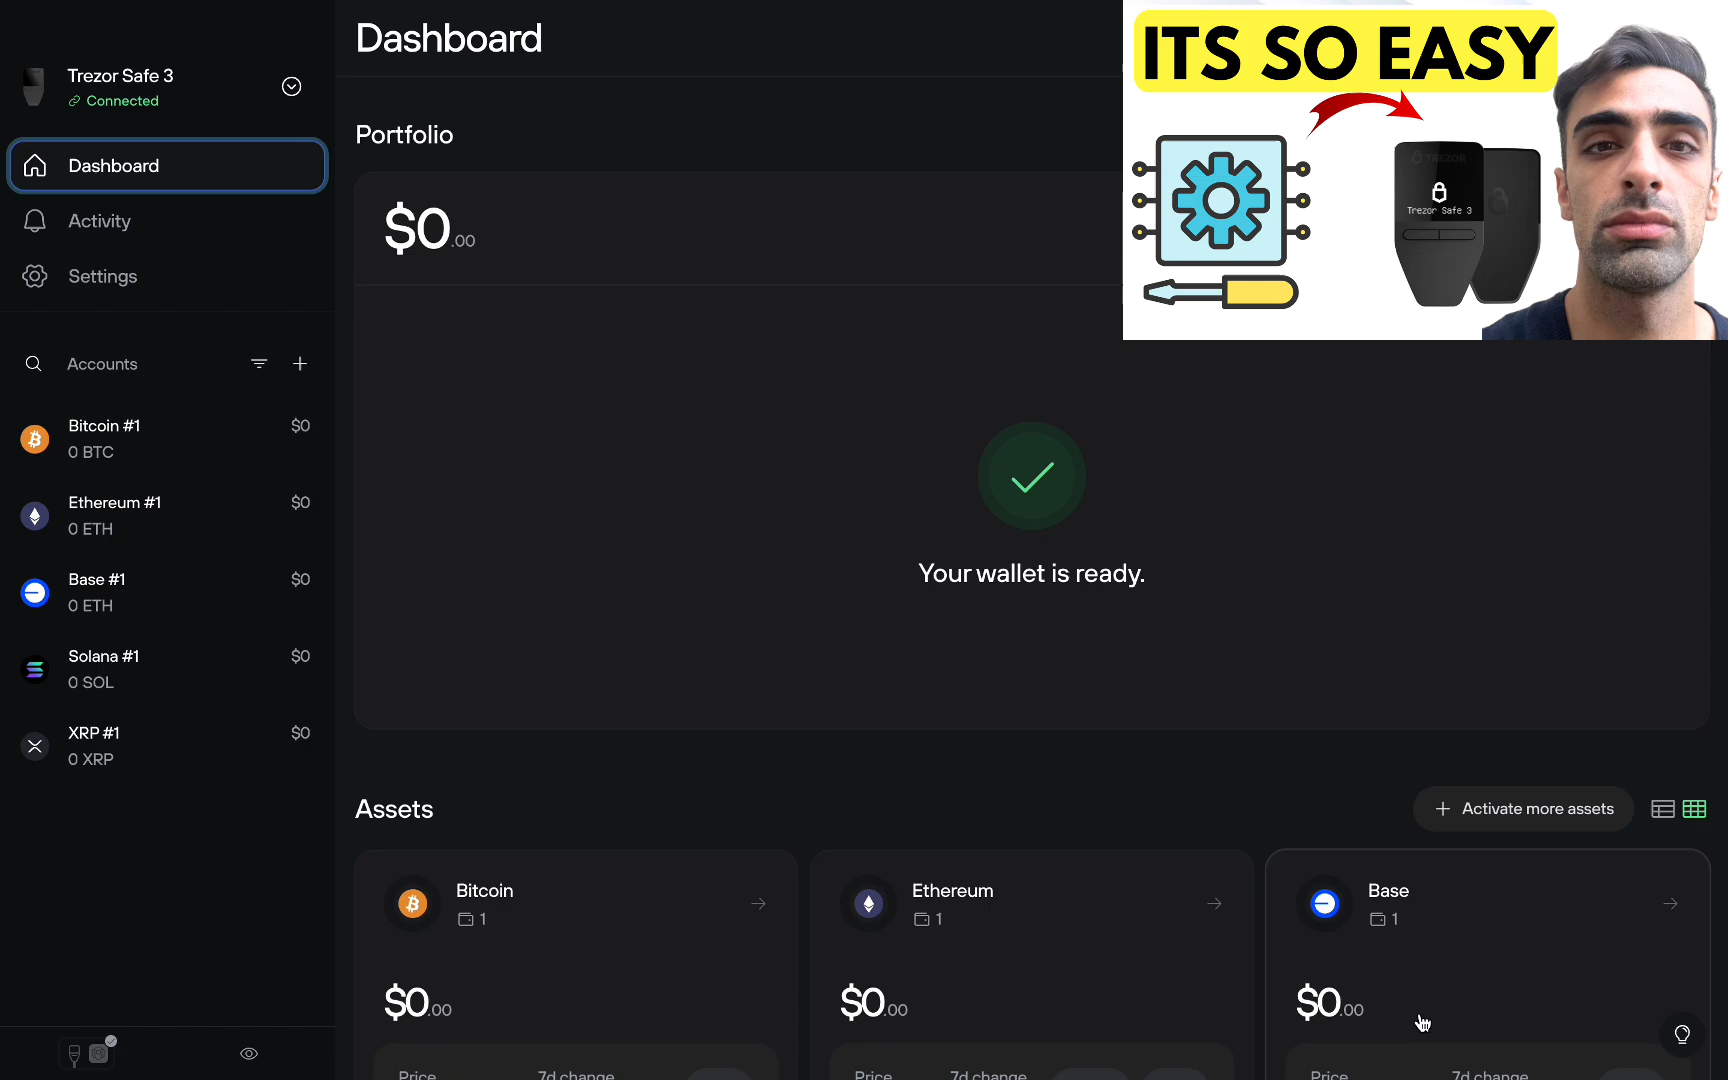 Trezor Safe 3
Connected
Dashboard
Activity
Settings
Accounts
Bitcoin #1 $0
0 BTC
Ethereum #1 $0
0 ETH
Base #1 $0
0 ETH
Solana #1 $0
0 SOL
XRP #1 $0
0 XRP
Dashboard
Portfolio
$0.00
ITS SO EASY
TREZOR
Trezor Safe 3
Your wallet is ready.
Assets
Activate more assets
Bitcoin
1
$0.00
Price 7d change
Ethereum
1
$0.00
Price 7d change
Base
1
$0.00
Price 7d change